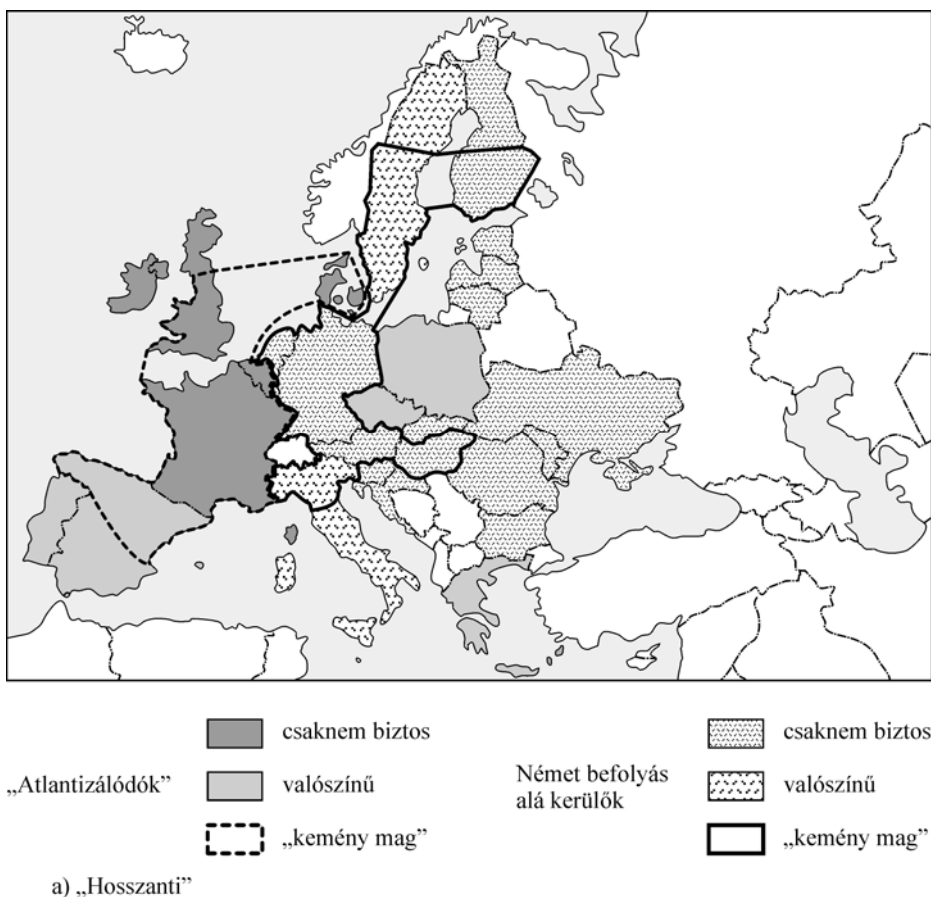 „Atlantizálódók”
csaknem biztos
valószínű
„kemény mag”
Német befolyás
alá kerülők
csaknem biztos
valószínű
„kemény mag”
a) „Hosszanti”